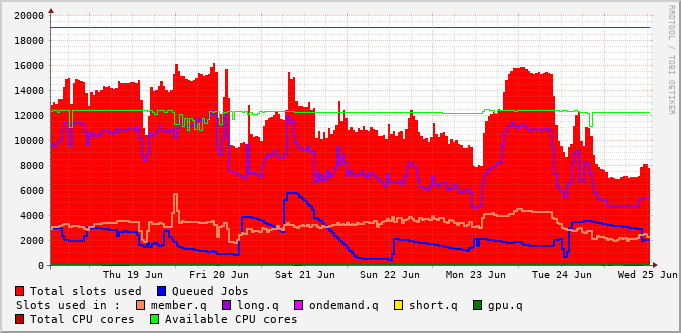 20000
18000
16000
14000
12000
10000
8000
6000
4000
2000
0
Thu 19 Jun Fri 20 Jun Sat 21 Jun Sun 22 Jun Mon 23 Jun Tue 24 Jun Wed 25 Jun
Total slots used Queued Jobs
Slots used in : member.q long.q ondemand.q short.q gpu.q
Total CPU cores Available CPU cores
RRDTOOL / TOBI OETIKER